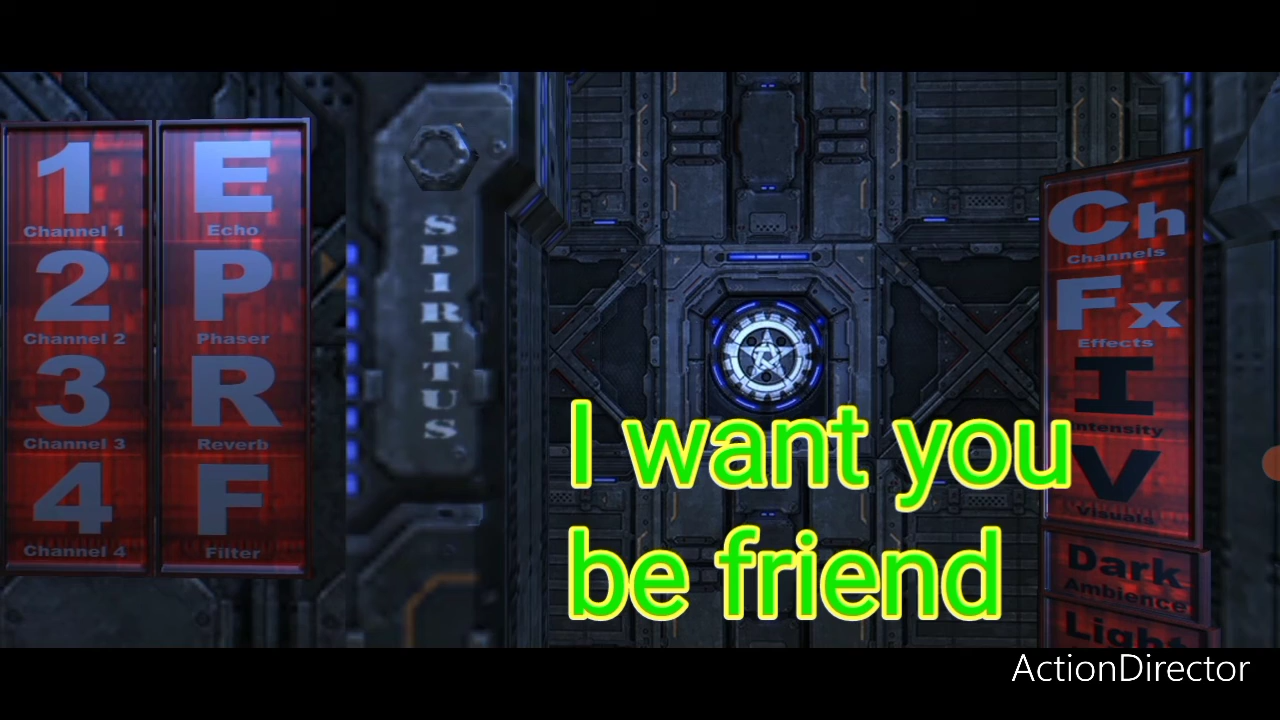 1
Channel 1
2
Channel 2
3
Channel 3
4
Channel 4
E
Echo
P
Phaser
R
Reverb
F
Filter
SPIRITUS
Ch
Channels
Fx
Effects
I
Intensity
V
Visuals
Dark
Ambience
Light
I want you
be friend
ActionDirector